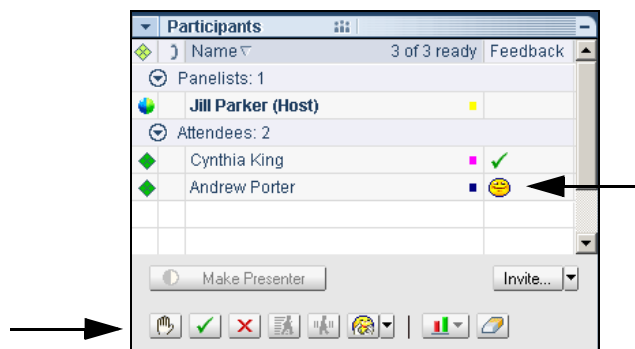 Participants
Name 3 of 3 ready Feedback
Panelists: 1
Jill Parker (Host)
Attendees: 2
Cynthia King
Andrew Porter
Make Presenter Invite...